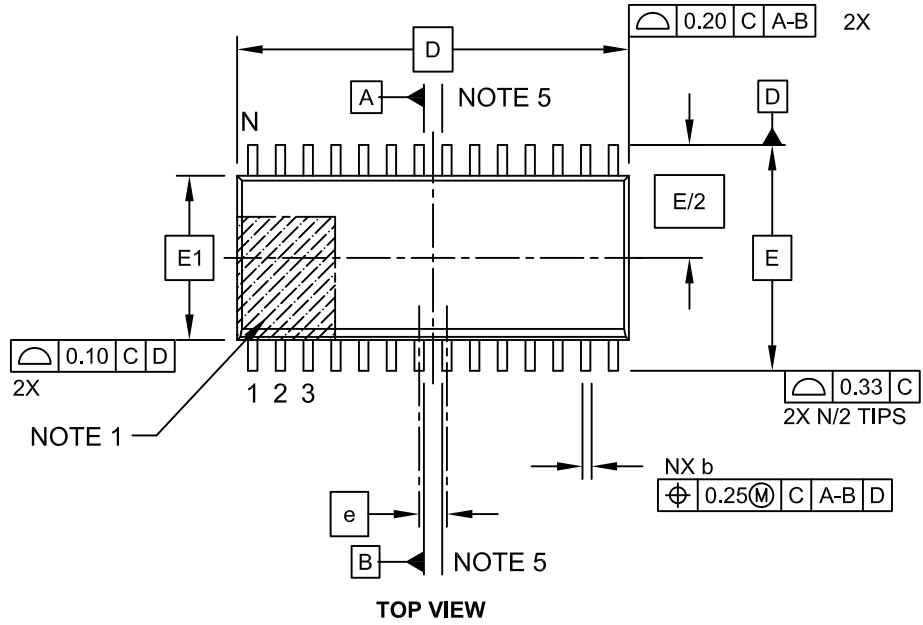 ⌓ 0.20 C A-B 2X
D
A NOTE 5
D
N
E/2
E1
E
⌓ 0.10 C D
2X
1 2 3
⌓ 0.33 C
2X N/2 TIPS
NOTE 1
NX b
⌖ 0.25Ⓜ C A-B D
e
B NOTE 5
TOP VIEW